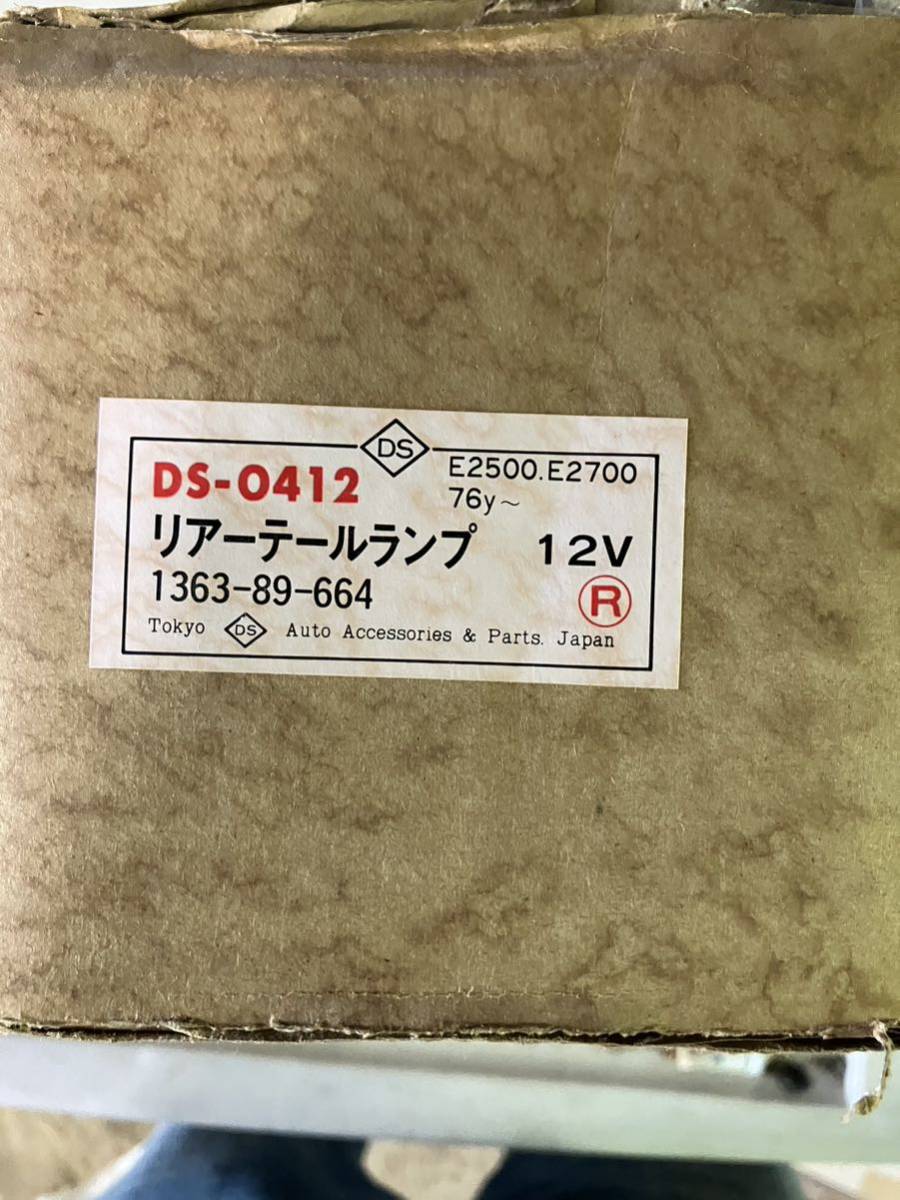 DS
DS-0412
E2500.E2700
76y~
リアーテールランプ 12V
1363-89-664
R
Tokyo DS Auto Accessories & Parts. Japan